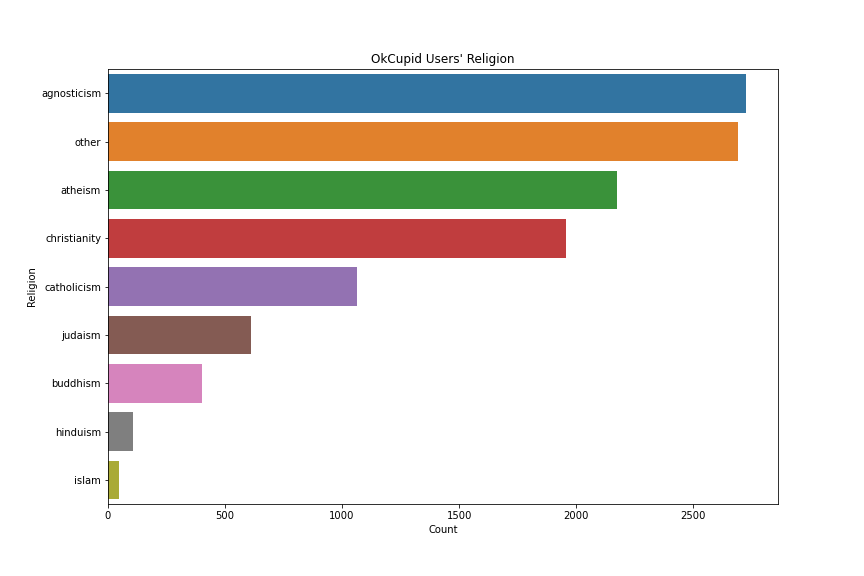 OkCupid Users' Religion
agnosticism
other
atheism
christianity
catholicism
judaism
buddhism
hinduism
islam
Religion
0 500 1000 1500 2000 2500
Count